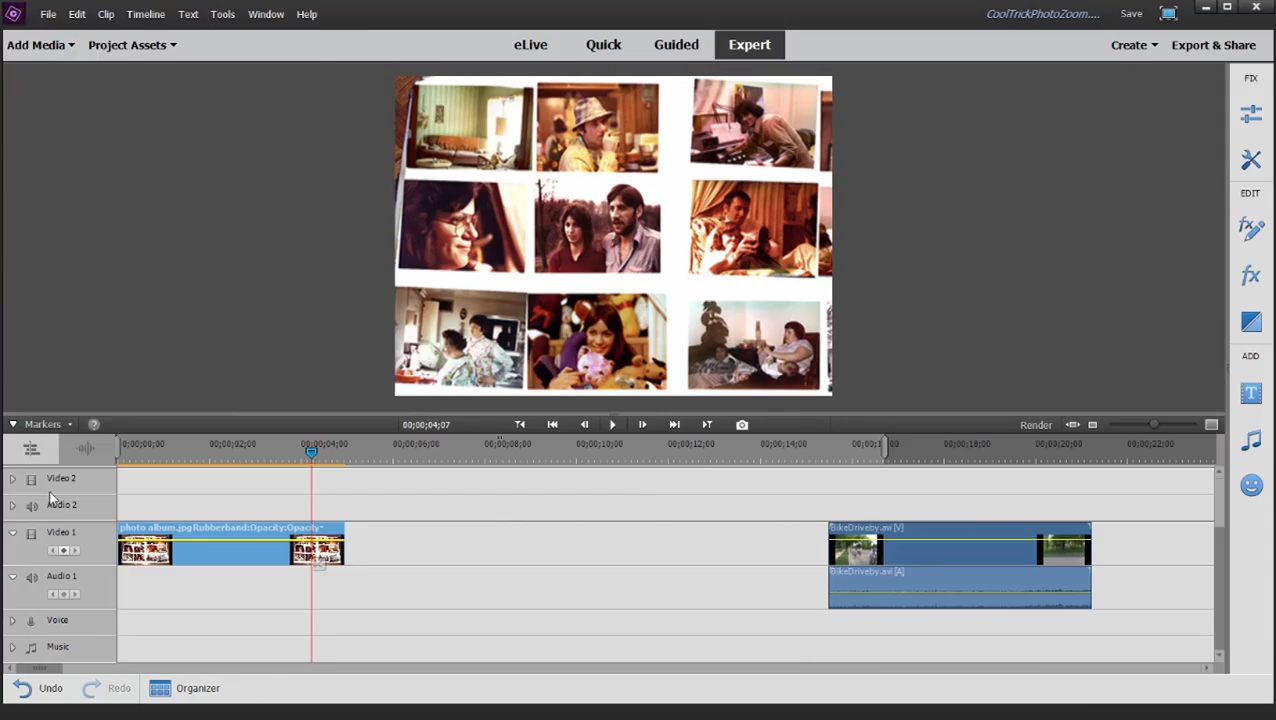 File Edit Clip Timeline Text Tools Window Help CoolTrickPhotoZoom.... Save
Add Media Project Assets eLive Quick Guided Expert Create Export & Share
FIX
EDIT
ADD
Markers 00;00;04;07 Render
00;00;00;00 00;00;02;00 00;00;04;00 00;00;06;00 00;00;08;00 00;00;10;00 00;00;12;00 00;00;14;00 00;00;1 00 00;00;18;00 00;00;20;00 00;00;22;00
Video 2
Audio 2
photo album.jpgRubberband:Opacity:Opacity BikeDriveby.avi [V]
Video 1
Audio 1 BikeDriveby.avi [A]
Voice
Music
Undo Redo Organizer